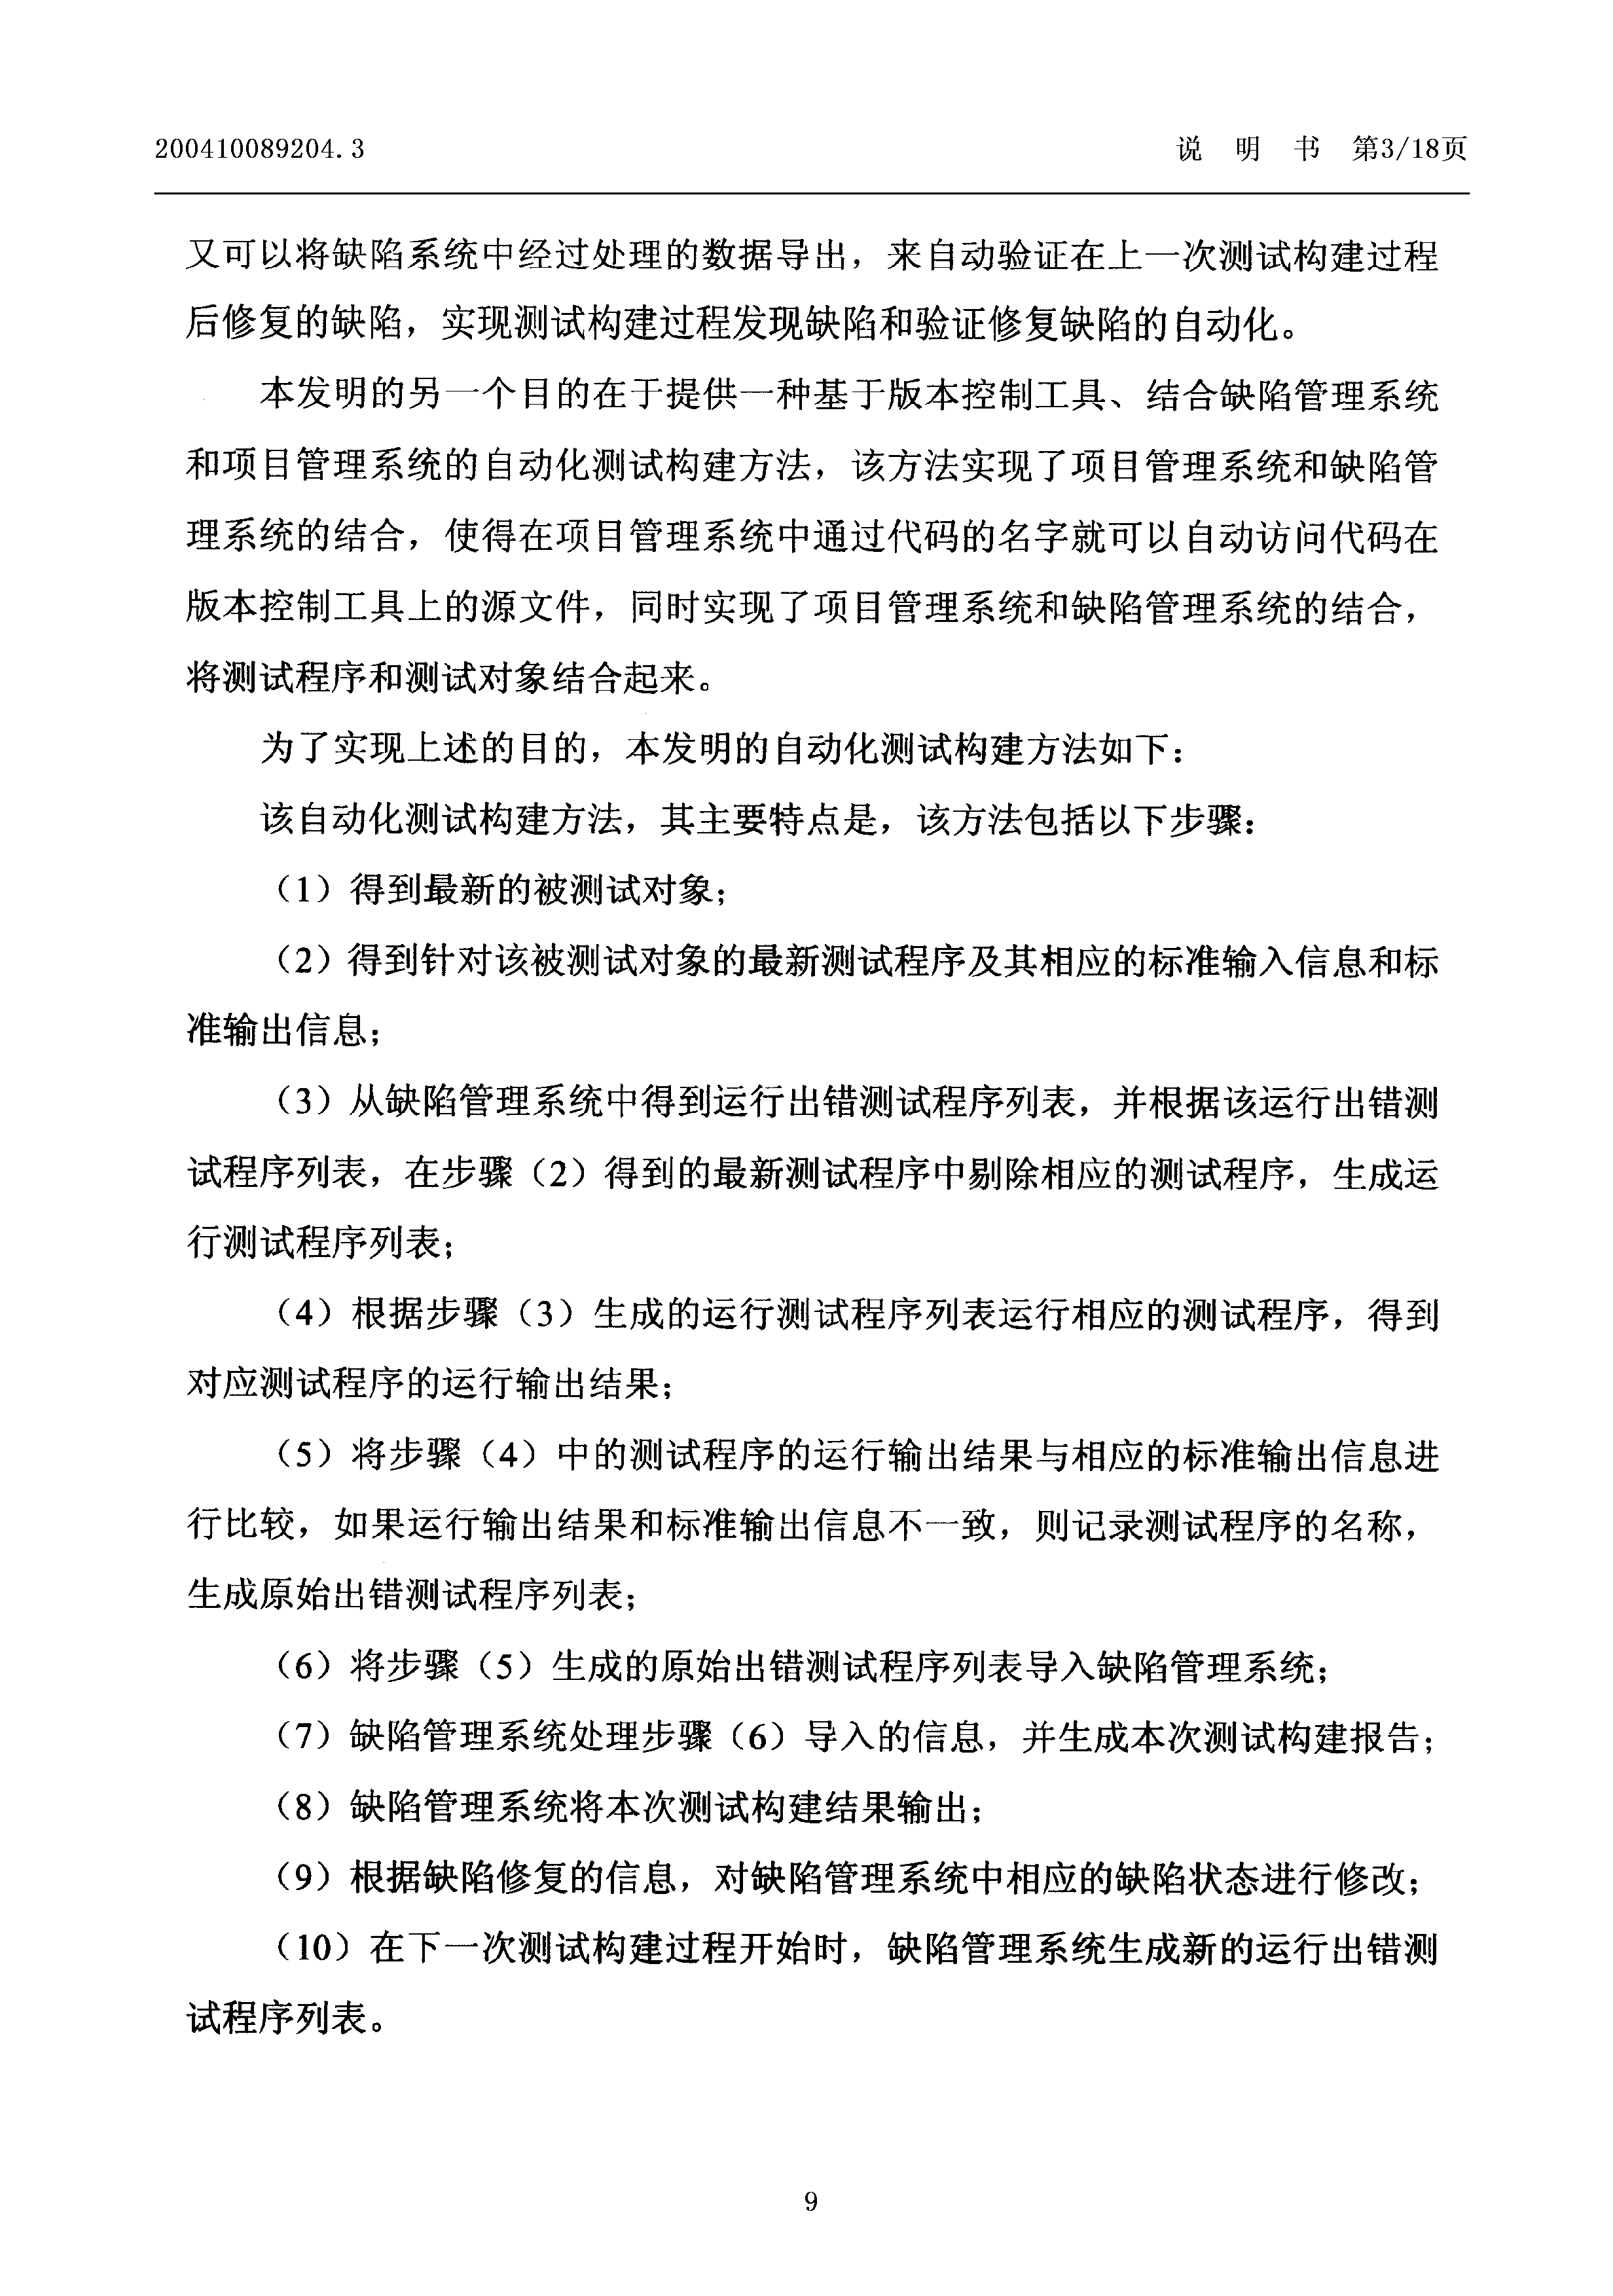 200410089204.3
说 明 书 第3/18页
又可以将缺陷系统中经过处理的数据导出，来自动验证在上一次测试构建过程
后修复的缺陷，实现测试构建过程发现缺陷和验证修复缺陷的自动化。
本发明的另一个目的在于提供一种基于版本控制工具、结合缺陷管理系统
和项目管理系统的自动化测试构建方法，该方法实现了项目管理系统和缺陷管
理系统的结合，使得在项目管理系统中通过代码的名字就可以自动访问代码在
版本控制工具上的源文件，同时实现了项目管理系统和缺陷管理系统的结合，
将测试程序和测试对象结合起来。
为了实现上述的目的，本发明的自动化测试构建方法如下：
该自动化测试构建方法，其主要特点是，该方法包括以下步骤：
（1）得到最新的被测试对象；
（2）得到针对该被测试对象的最新测试程序及其相应的标准输入信息和标
准输出信息；
（3）从缺陷管理系统中得到运行出错测试程序列表，并根据该运行出错测
试程序列表，在步骤（2）得到的最新测试程序中剔除相应的测试程序，生成运
行测试程序列表；
（4）根据步骤（3）生成的运行测试程序列表运行相应的测试程序，得到
对应测试程序的运行输出结果；
（5）将步骤（4）中的测试程序的运行输出结果与相应的标准输出信息进
行比较，如果运行输出结果和标准输出信息不一致，则记录测试程序的名称，
生成原始出错测试程序列表；
（6）将步骤（5）生成的原始出错测试程序列表导入缺陷管理系统；
（7）缺陷管理系统处理步骤（6）导入的信息，并生成本次测试构建报告；
（8）缺陷管理系统将本次测试构建结果输出；
（9）根据缺陷修复的信息，对缺陷管理系统中相应的缺陷状态进行修改；
（10）在下一次测试构建过程开始时，缺陷管理系统生成新的运行出错测
试程序列表。
9